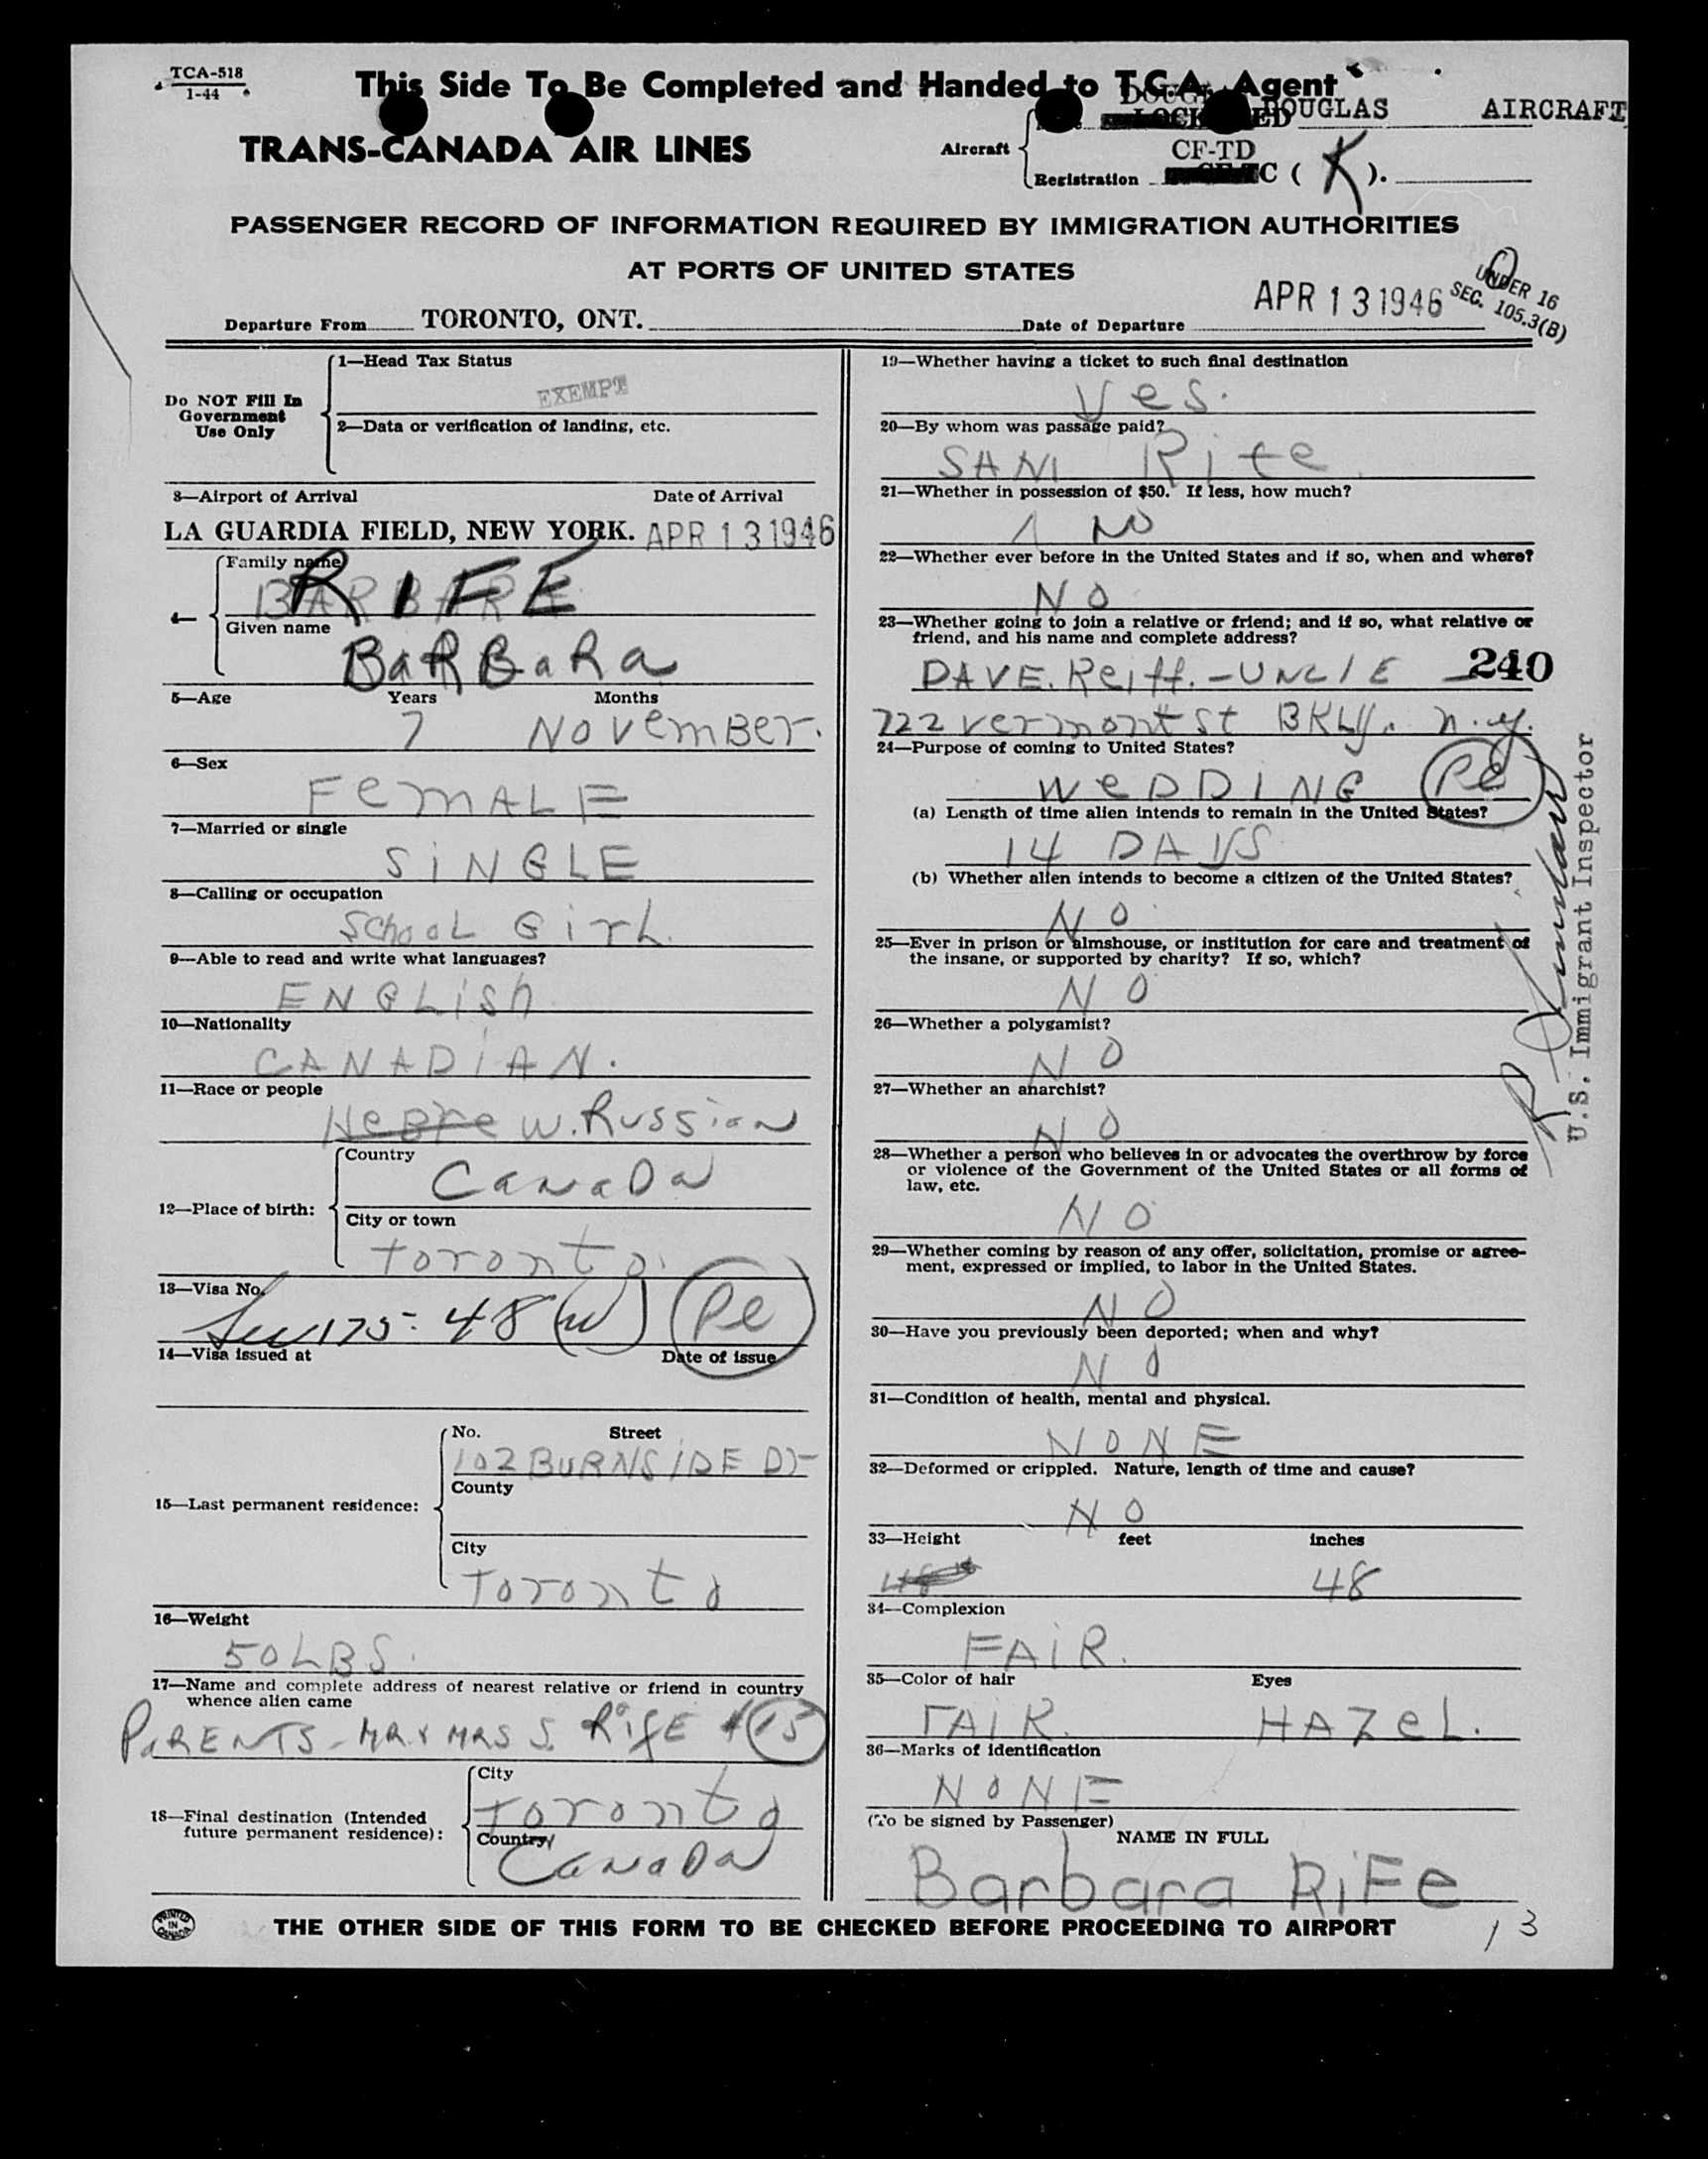 TCA-518
1-44
This Side To Be Completed and Handed to T.C.A. Agent
TRANS-CANADA AIR LINES
DOUGLAS AIRCRAFT
Aircraft
CF-TD
Registration C ( K ).
PASSENGER RECORD OF INFORMATION REQUIRED BY IMMIGRATION AUTHORITIES
AT PORTS OF UNITED STATES
UNDER 16
SEC. 105.3(B)
Departure From TORONTO, ONT. Date of Departure APR 13 1946
Do NOT Fill In
Government
Use Only
1—Head Tax Status
EXEMPT
2—Data or verification of landing, etc.
3—Airport of Arrival Date of Arrival
LA GUARDIA FIELD, NEW YORK. APR 13 1946
4—
Family name
RIFE
Given name
BaRBaRa
5—Age Years Months
7 November.
6—Sex
FemALE
7—Married or single
SiNGLE
8—Calling or occupation
SchooL GirL.
9—Able to read and write what languages?
ENGLish
10—Nationality
CANADiAN.
11—Race or people
HeBrew. Russian
12—Place of birth:
Country
CanaDa
City or town
toronto.
13—Visa No.
175-48 (w) Pe
14—Visa issued at Date of issue
15—Last permanent residence:
No. Street
102 BURNSiDE Dr
County
City
Toronto
16—Weight
50 LBS.
17—Name and complete address of nearest relative or friend in country
whence alien came
PaRENTS - MR & MRS S. RifE #15
18—Final destination (Intended
future permanent residence):
City
Toronto
Country
CanaDa
19—Whether having a ticket to such final destination
Yes.
20—By whom was passage paid?
SAM Rife
21—Whether in possession of $50. If less, how much?
NO
22—Whether ever before in the United States and if so, when and where?
NO
23—Whether going to join a relative or friend; and if so, what relative or
friend, and his name and complete address?
DAVE. Reiff. - UNCLE 240
722 vermont St BKLy. n.y.
24—Purpose of coming to United States?
WeDDING Pe
(a) Length of time alien intends to remain in the United States?
14 DAYS
(b) Whether alien intends to become a citizen of the United States?
NO
25—Ever in prison or almshouse, or institution for care and treatment of
the insane, or supported by charity? If so, which?
NO
26—Whether a polygamist?
NO
27—Whether an anarchist?
NO
28—Whether a person who believes in or advocates the overthrow by force
or violence of the Government of the United States or all forms of
law, etc.
NO
29—Whether coming by reason of any offer, solicitation, promise or agree-
ment, expressed or implied, to labor in the United States.
NO
30—Have you previously been deported; when and why?
NO
31—Condition of health, mental and physical.
NONE
32—Deformed or crippled. Nature, length of time and cause?
NO
33—Height feet inches
48
34—Complexion
FAiR.
35—Color of hair Eyes
FAIR. HAZeL.
36—Marks of identification
NONE
(To be signed by Passenger)
NAME IN FULL
Barbara RiFe
U.S. Immigrant Inspector
PRINTED
IN
CANADA
THE OTHER SIDE OF THIS FORM TO BE CHECKED BEFORE PROCEEDING TO AIRPORT
13